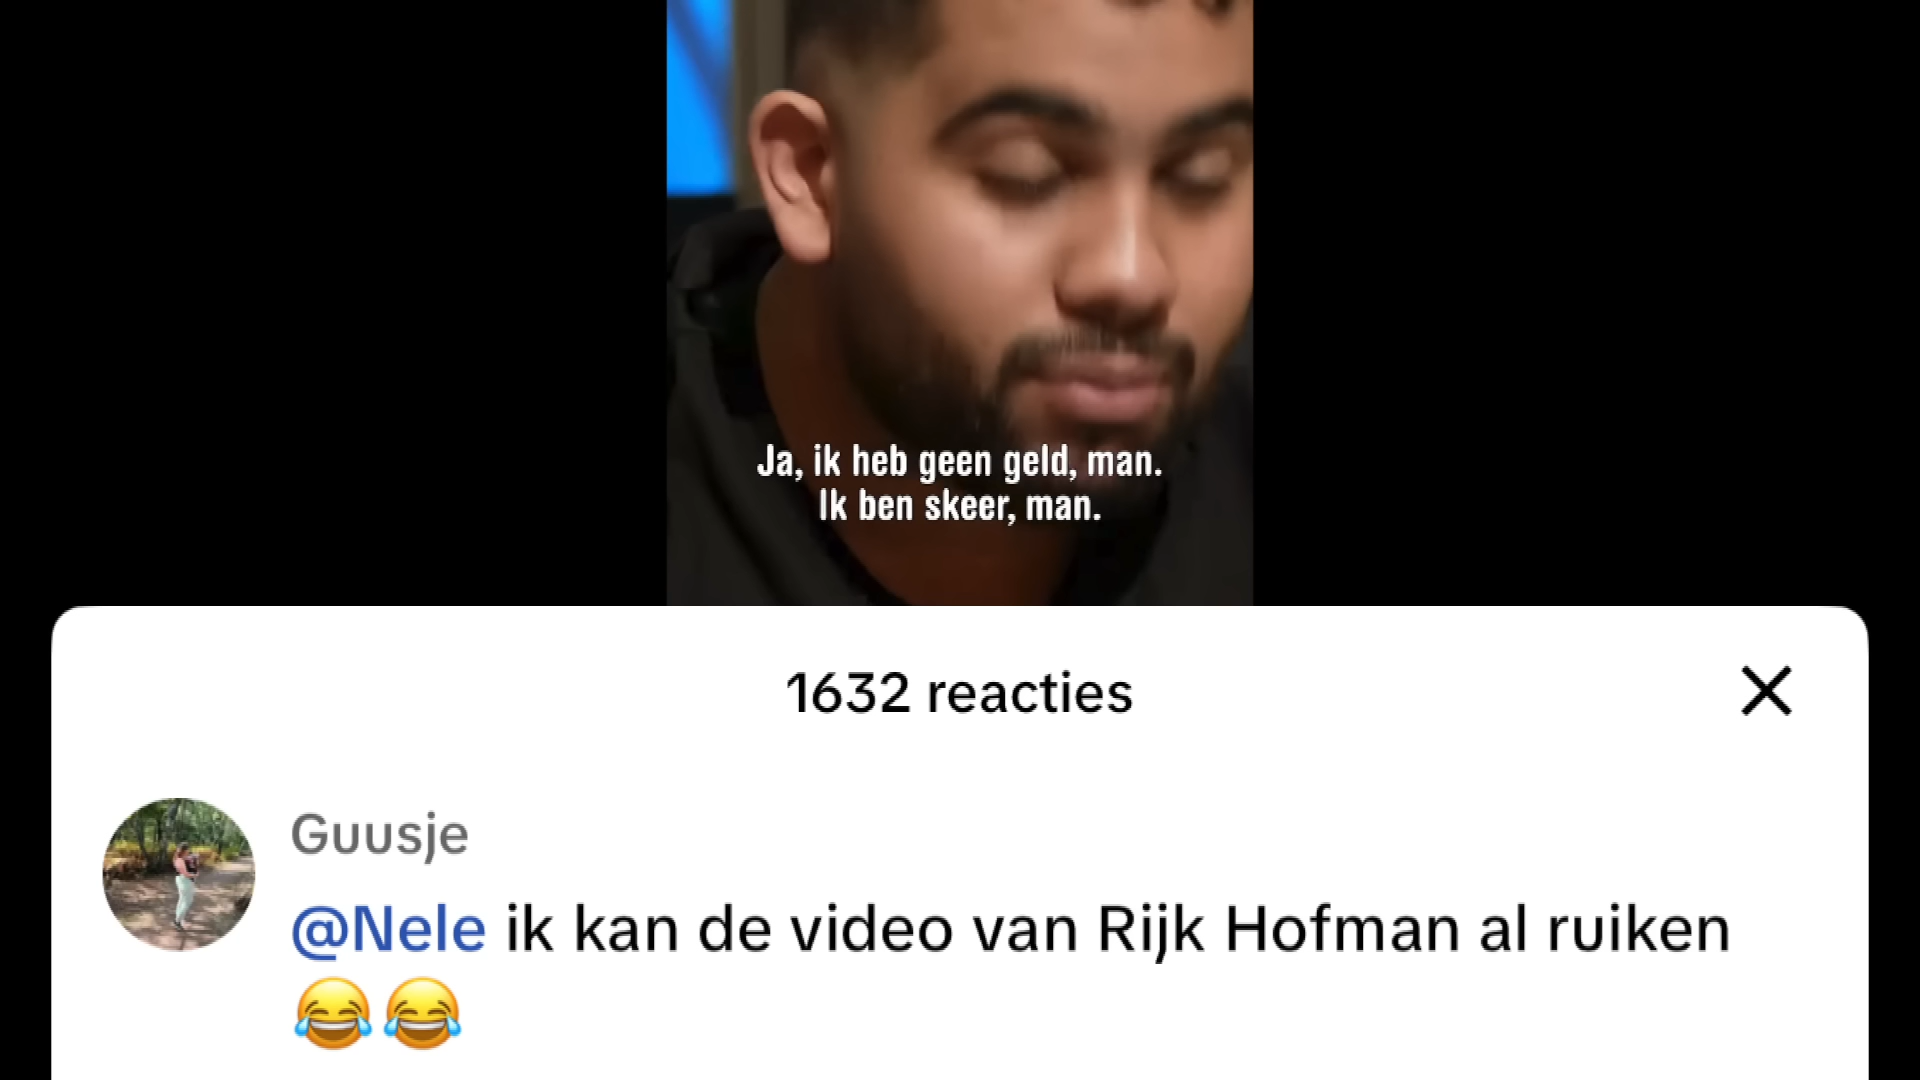 Ja, ik heb geen geld, man.
Ik ben skeer, man.
1632 reacties
Guusje
@Nele ik kan de video van Rijk Hofman al ruiken
😂😂